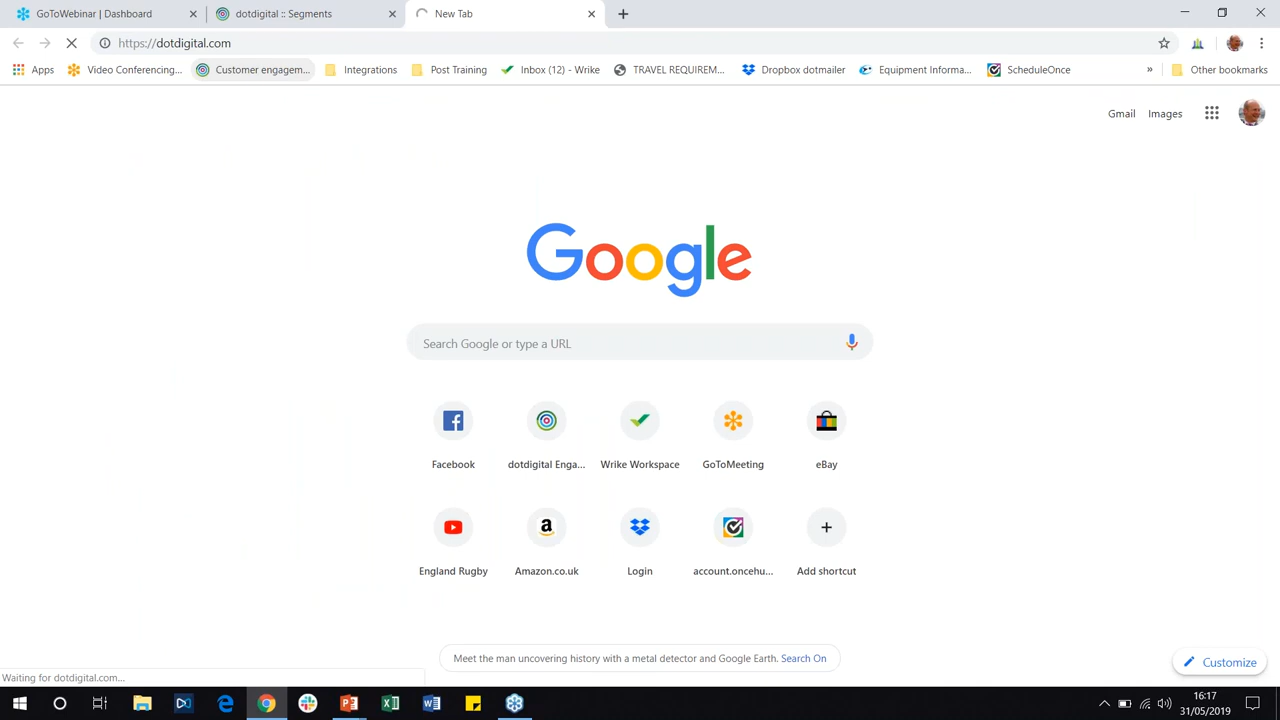 GoToWebinar | Dashboard
dotdigital :: Segments
New Tab
https://dotdigital.com
Apps
Video Conferencing...
Customer engagem...
Integrations
Post Training
Inbox (12) - Wrike
TRAVEL REQUIREM...
Dropbox dotmailer
Equipment Informa...
ScheduleOnce
»
Other bookmarks
Gmail
Images
Google
Search Google or type a URL
Facebook
dotdigital Enga...
Wrike Workspace
GoToMeeting
eBay
England Rugby
Amazon.co.uk
Login
account.oncehu...
Add shortcut
Meet the man uncovering history with a metal detector and Google Earth. Search On
Customize
Waiting for dotdigital.com...
16:17
31/05/2019